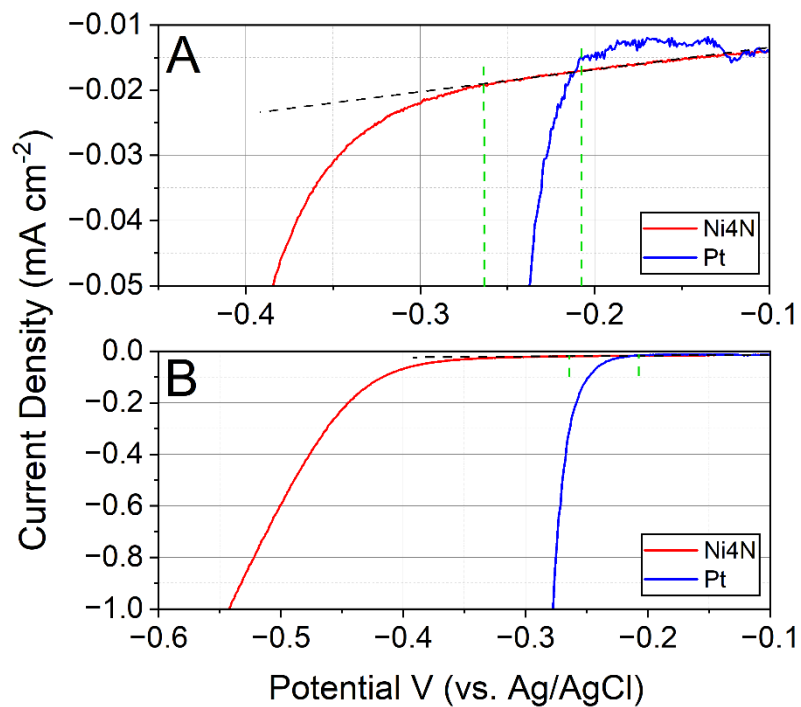 A
−0.01
−0.02
−0.03
−0.04
−0.05
Ni4N
Pt
−0.4
−0.3
−0.2
−0.1
B
0.0
−0.2
−0.4
−0.6
−0.8
−1.0
Ni4N
Pt
−0.6
−0.5
−0.4
−0.3
−0.2
−0.1
Current Density (mA cm⁻²)
Potential V (vs. Ag/AgCl)